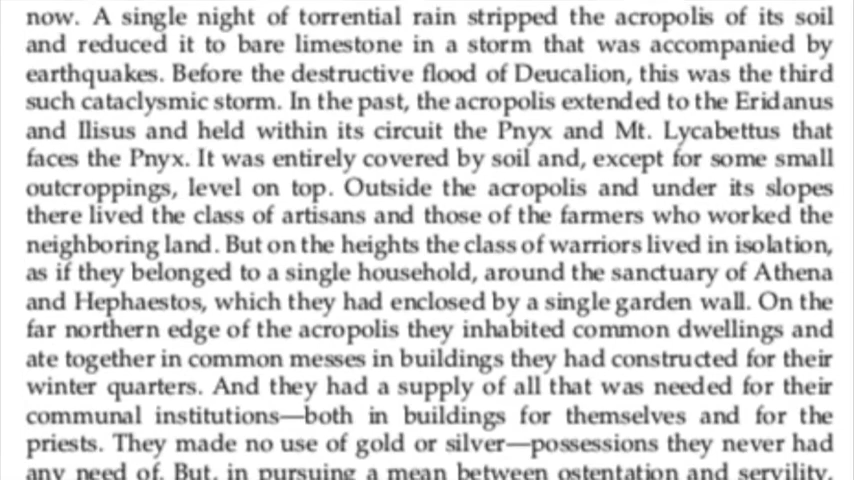 now. A single night of torrential rain stripped the acropolis of its soil
and reduced it to bare limestone in a storm that was accompanied by
earthquakes. Before the destructive flood of Deucalion, this was the third
such cataclysmic storm. In the past, the acropolis extended to the Eridanus
and Ilisus and held within its circuit the Pnyx and Mt. Lycabettus that
faces the Pnyx. It was entirely covered by soil and, except for some small
outcroppings, level on top. Outside the acropolis and under its slopes
there lived the class of artisans and those of the farmers who worked the
neighboring land. But on the heights the class of warriors lived in isolation,
as if they belonged to a single household, around the sanctuary of Athena
and Hephaestos, which they had enclosed by a single garden wall. On the
far northern edge of the acropolis they inhabited common dwellings and
ate together in common messes in buildings they had constructed for their
winter quarters. And they had a supply of all that was needed for their
communal institutions—both in buildings for themselves and for the
priests. They made no use of gold or silver—possessions they never had
any need of. But, in pursuing a mean between ostentation and servility,